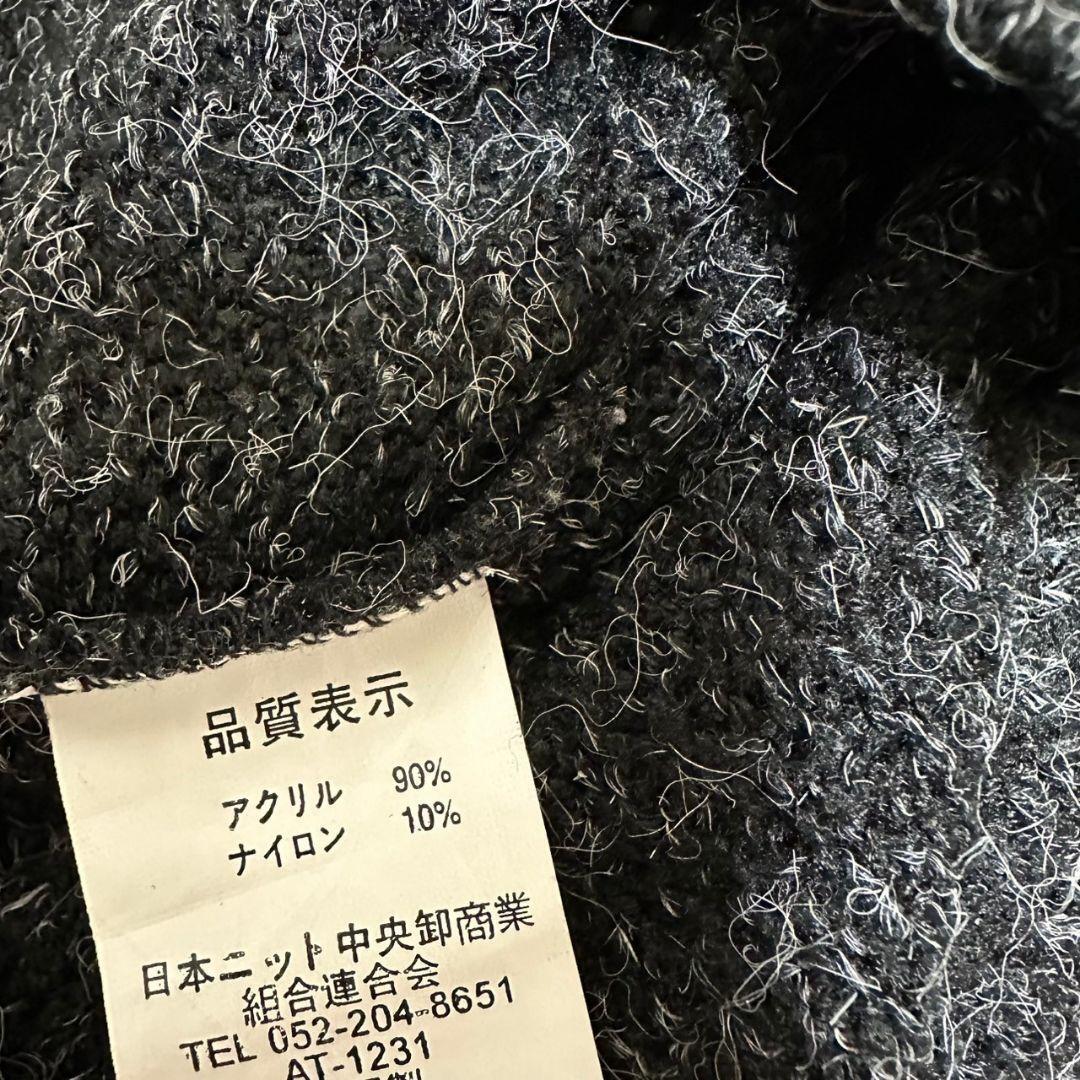 品質表示
アクリル 90%
ナイロン 10%
日本ニット中央卸商業
組合連合会
TEL 052-204-8651
AT-1231